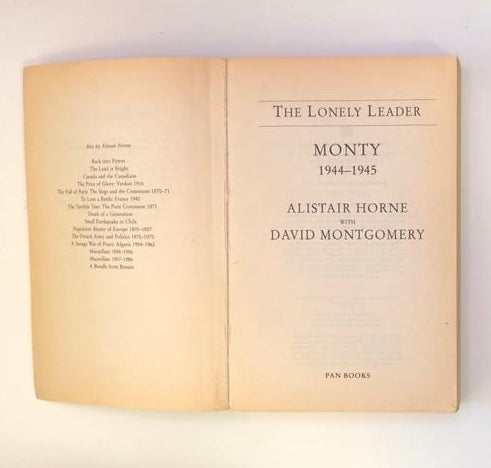 Also by Alistair Horne
Back into Power
The Land is Bright
Canada and the Canadians
The Price of Glory: Verdun 1916
The Fall of Paris: The Siege and the Commune 1870–71
To Lose a Battle: France 1940
The Terrible Year: The Paris Commune 1871
Death of a Generation
Small Earthquake in Chile
Napoleon: Master of Europe 1805–1807
The French Army and Politics 1870–1970
A Savage War of Peace: Algeria 1954–1962
Macmillan 1894–1956
Macmillan 1957–1986
A Bundle from Britain
THE LONELY LEADER
MONTY
1944–1945
ALISTAIR HORNE
WITH
DAVID MONTGOMERY
PAN BOOKS